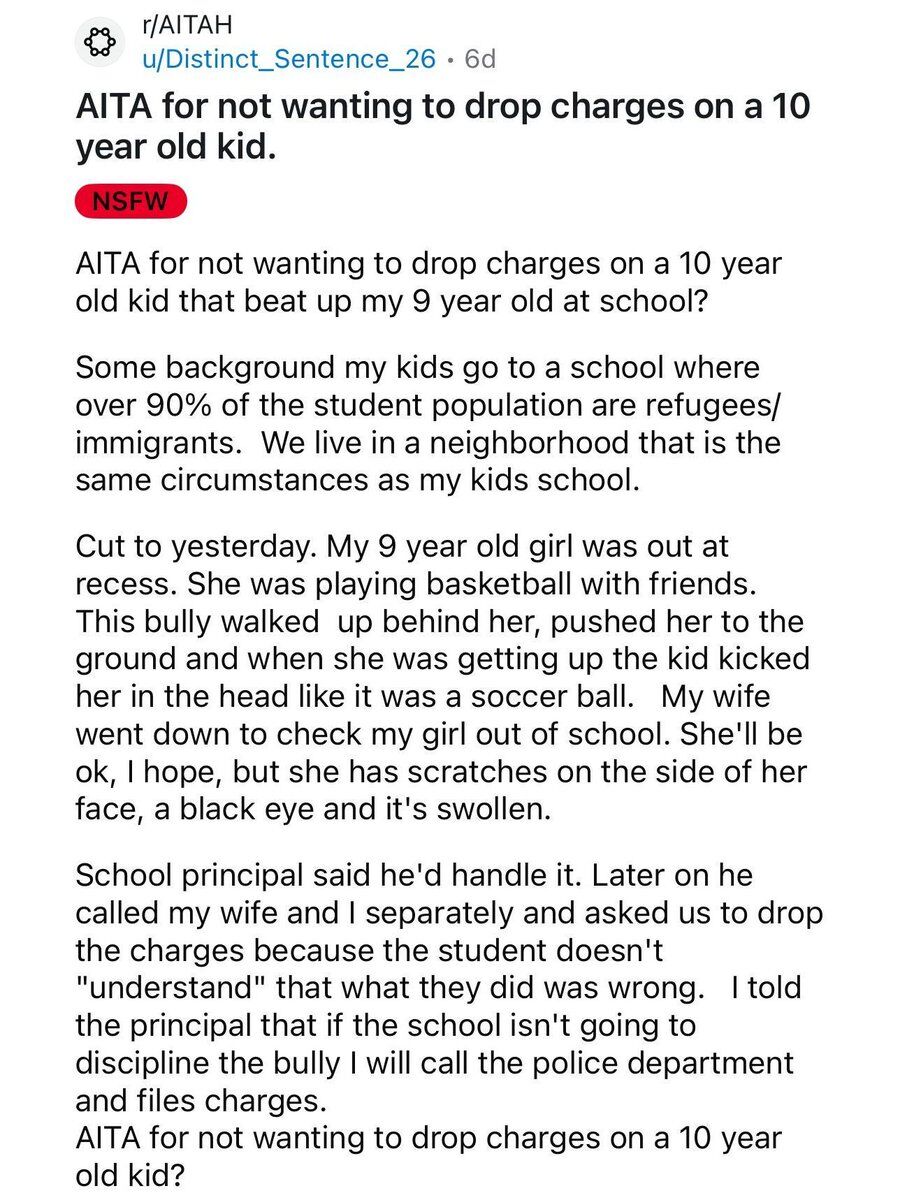 r/AITAH
u/Distinct_Sentence_26 • 6d
AITA for not wanting to drop charges on a 10
year old kid.
NSFW
AITA for not wanting to drop charges on a 10 year
old kid that beat up my 9 year old at school?
Some background my kids go to a school where
over 90% of the student population are refugees/
immigrants.  We live in a neighborhood that is the
same circumstances as my kids school.
Cut to yesterday. My 9 year old girl was out at
recess. She was playing basketball with friends.
This bully walked  up behind her, pushed her to the
ground and when she was getting up the kid kicked
her in the head like it was a soccer ball.   My wife
went down to check my girl out of school. She'll be
ok, I hope, but she has scratches on the side of her
face, a black eye and it's swollen.
School principal said he'd handle it. Later on he
called my wife and I separately and asked us to drop
the charges because the student doesn't
"understand" that what they did was wrong.   I told
the principal that if the school isn't going to
discipline the bully I will call the police department
and files charges.
AITA for not wanting to drop charges on a 10 year
old kid?